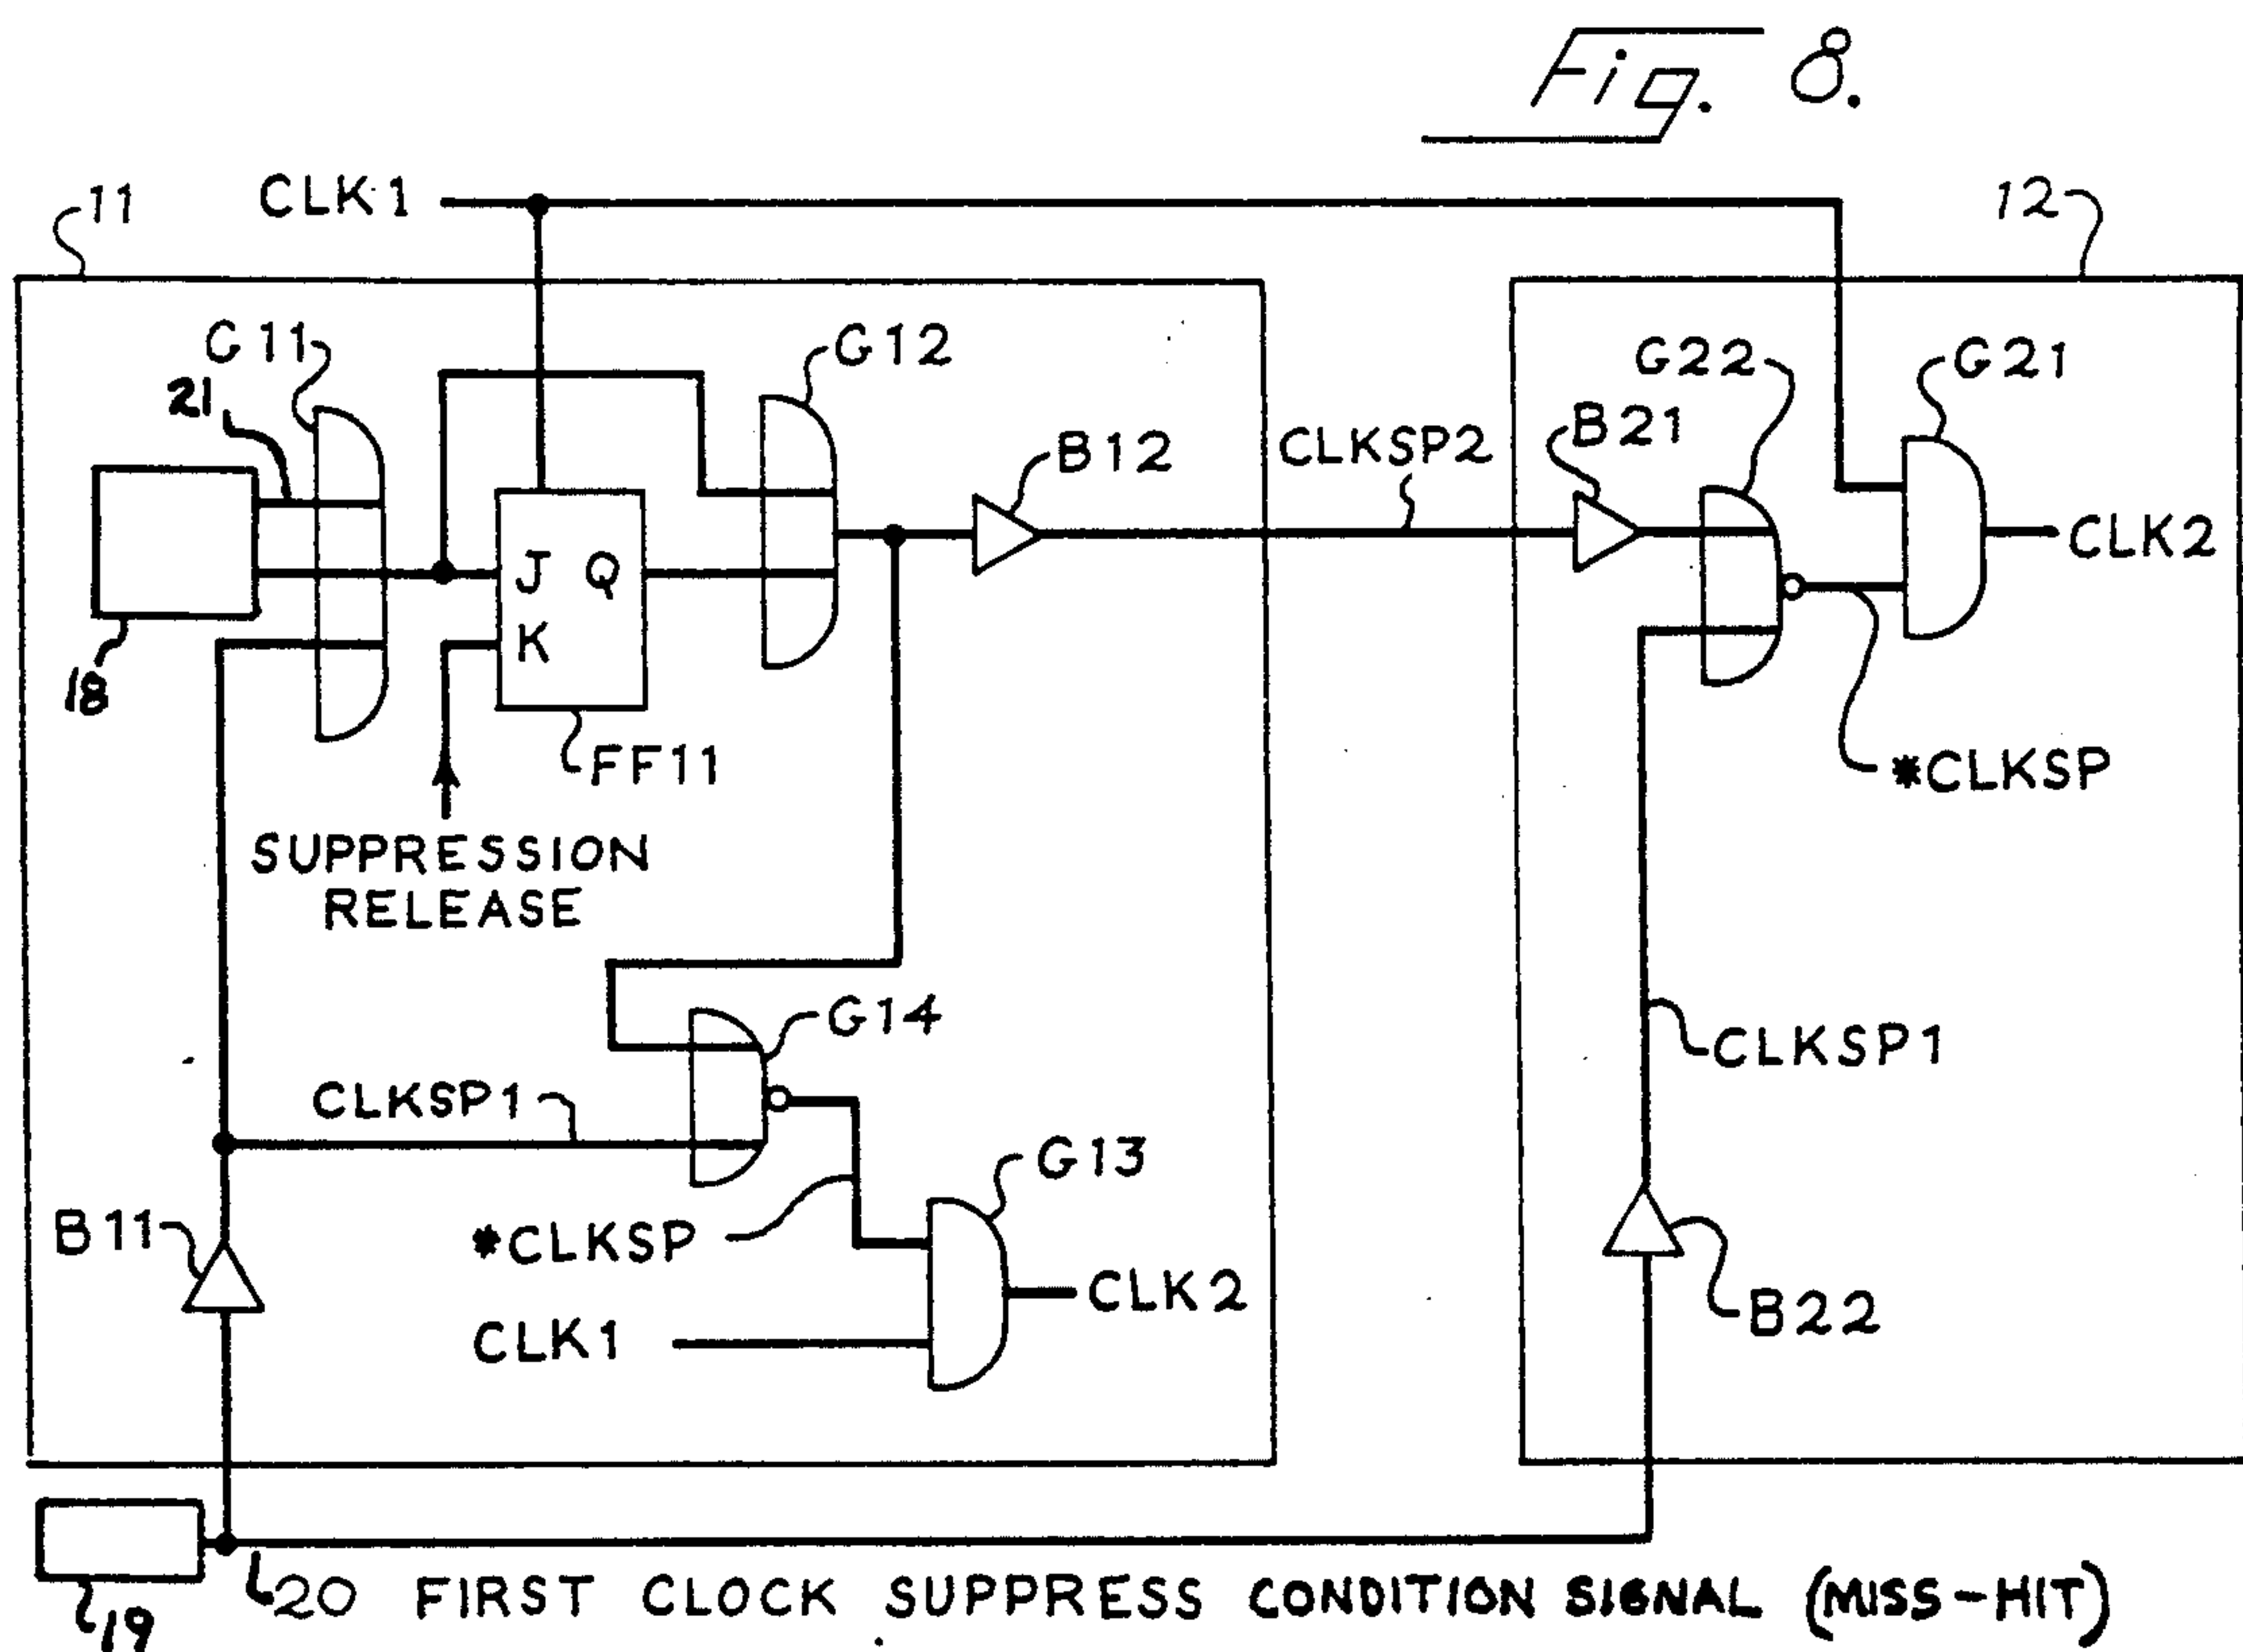 Fig. 8.
11
CLK1
12
G11
21
G12
G22
G21
B12
CLKSP2
B21
J Q
K
CLK2
18
FF11
*CLKSP
SUPPRESSION
RELEASE
G14
CLKSP1
CLKSP1
G13
B11
*CLKSP
CLK2
B22
CLK1
20 FIRST CLOCK SUPPRESS CONDITION SIGNAL (MISS-HIT)
19